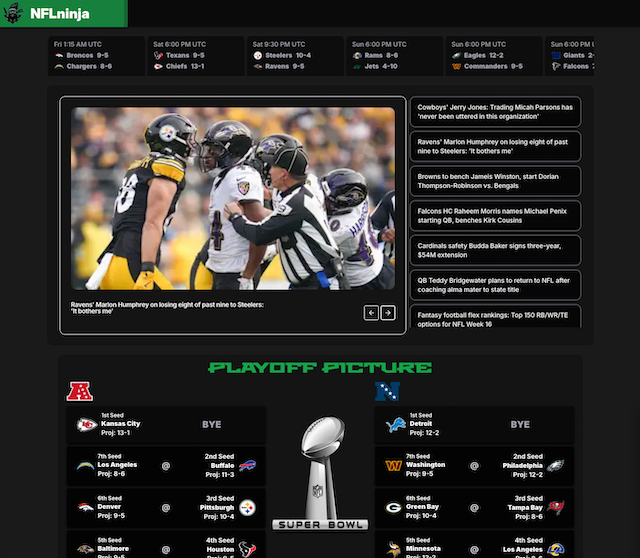 NFLninja
Fri 1:15 AM UTC
Broncos 9-5
Chargers 8-6
Sat 6:00 PM UTC
Texans 9-5
Chiefs 13-1
Sat 9:30 PM UTC
Steelers 10-4
Ravens 9-5
Sun 6:00 PM UTC
Rams 8-6
Jets 4-10
Sun 6:00 PM UTC
Eagles 12-2
Commanders 9-5
Sun 6:00 PM U
Giants 2-
Falcons
Ravens' Marlon Humphrey on losing eight of past nine to Steelers:
'It bothers me'
Cowboys' Jerry Jones: Trading Micah Parsons has
'never been uttered in this organization'
Ravens' Marlon Humphrey on losing eight of past
nine to Steelers: 'It bothers me'
Browns to bench Jameis Winston, start Dorian
Thompson-Robinson vs. Bengals
Falcons HC Raheem Morris names Michael Penix
starting QB, benches Kirk Cousins
Cardinals safety Budda Baker signs three-year,
$54M extension
QB Teddy Bridgewater plans to return to NFL after
coaching alma mater to state title
Fantasy football flex rankings: Top 150 RB/WR/TE
options for NFL Week 16
PLAYOFF PICTURE
1st Seed
Kansas City
Proj: 13-1
BYE
7th Seed
Los Angeles
Proj: 8-6
@
2nd Seed
Buffalo
Proj: 11-3
6th Seed
Denver
Proj: 9-5
@
3rd Seed
Pittsburgh
Proj: 10-4
5th Seed
Baltimore
Proj: 9-5
@
4th Seed
Houston
Proj: 9-5
NFL
SUPER BOWL
1st Seed
Detroit
Proj: 12-2
BYE
7th Seed
Washington
Proj: 9-5
@
2nd Seed
Philadelphia
Proj: 12-2
6th Seed
Green Bay
Proj: 10-4
@
3rd Seed
Tampa Bay
Proj: 8-6
5th Seed
Minnesota
Proj: 12-2
@
4th Seed
Los Angeles
Proj: 8-6